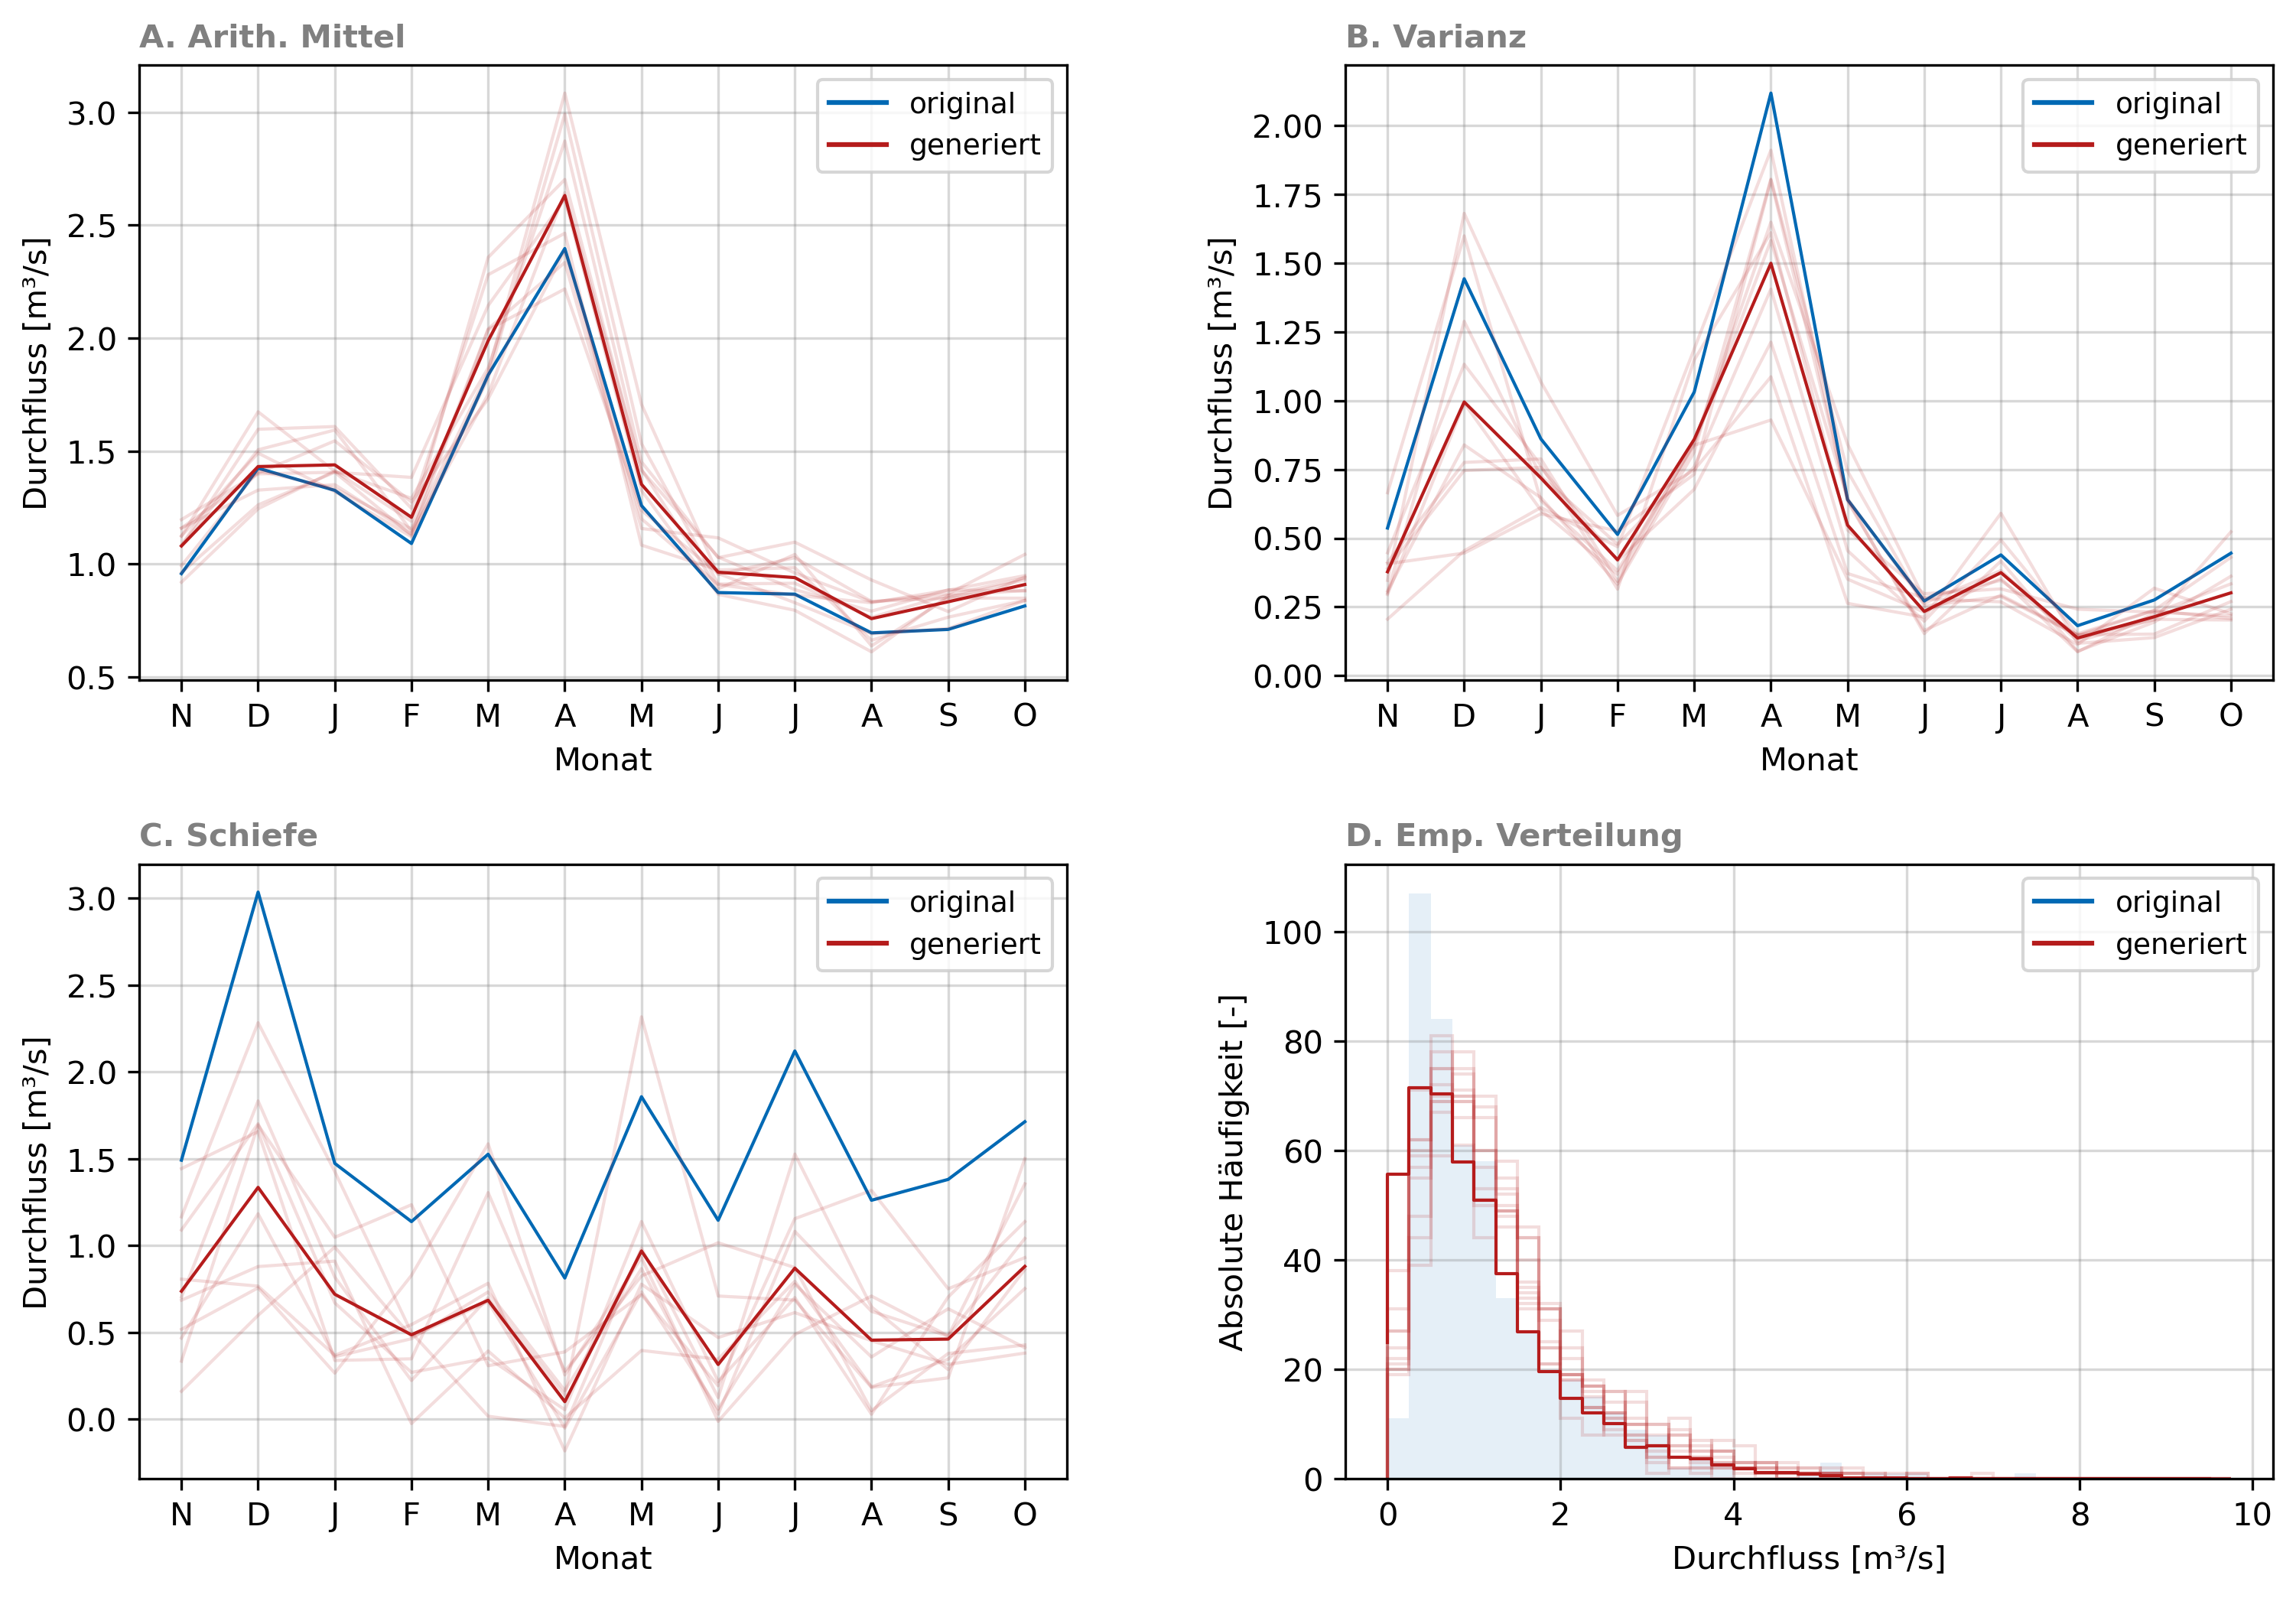 A. Arith. Mittel
3.0
2.5
2.0
1.5
1.0
0.5
Durchfluss [m³/s]
original
generiert
N D J F M A M J J A S O
Monat
B. Varianz
2.00
1.75
1.50
1.25
1.00
0.75
0.50
0.25
0.00
Durchfluss [m³/s]
original
generiert
N D J F M A M J J A S O
Monat
C. Schiefe
3.0
2.5
2.0
1.5
1.0
0.5
0.0
Durchfluss [m³/s]
original
generiert
N D J F M A M J J A S O
Monat
D. Emp. Verteilung
100
80
60
40
20
0
Absolute Häufigkeit [-]
original
generiert
0 2 4 6 8 10
Durchfluss [m³/s]